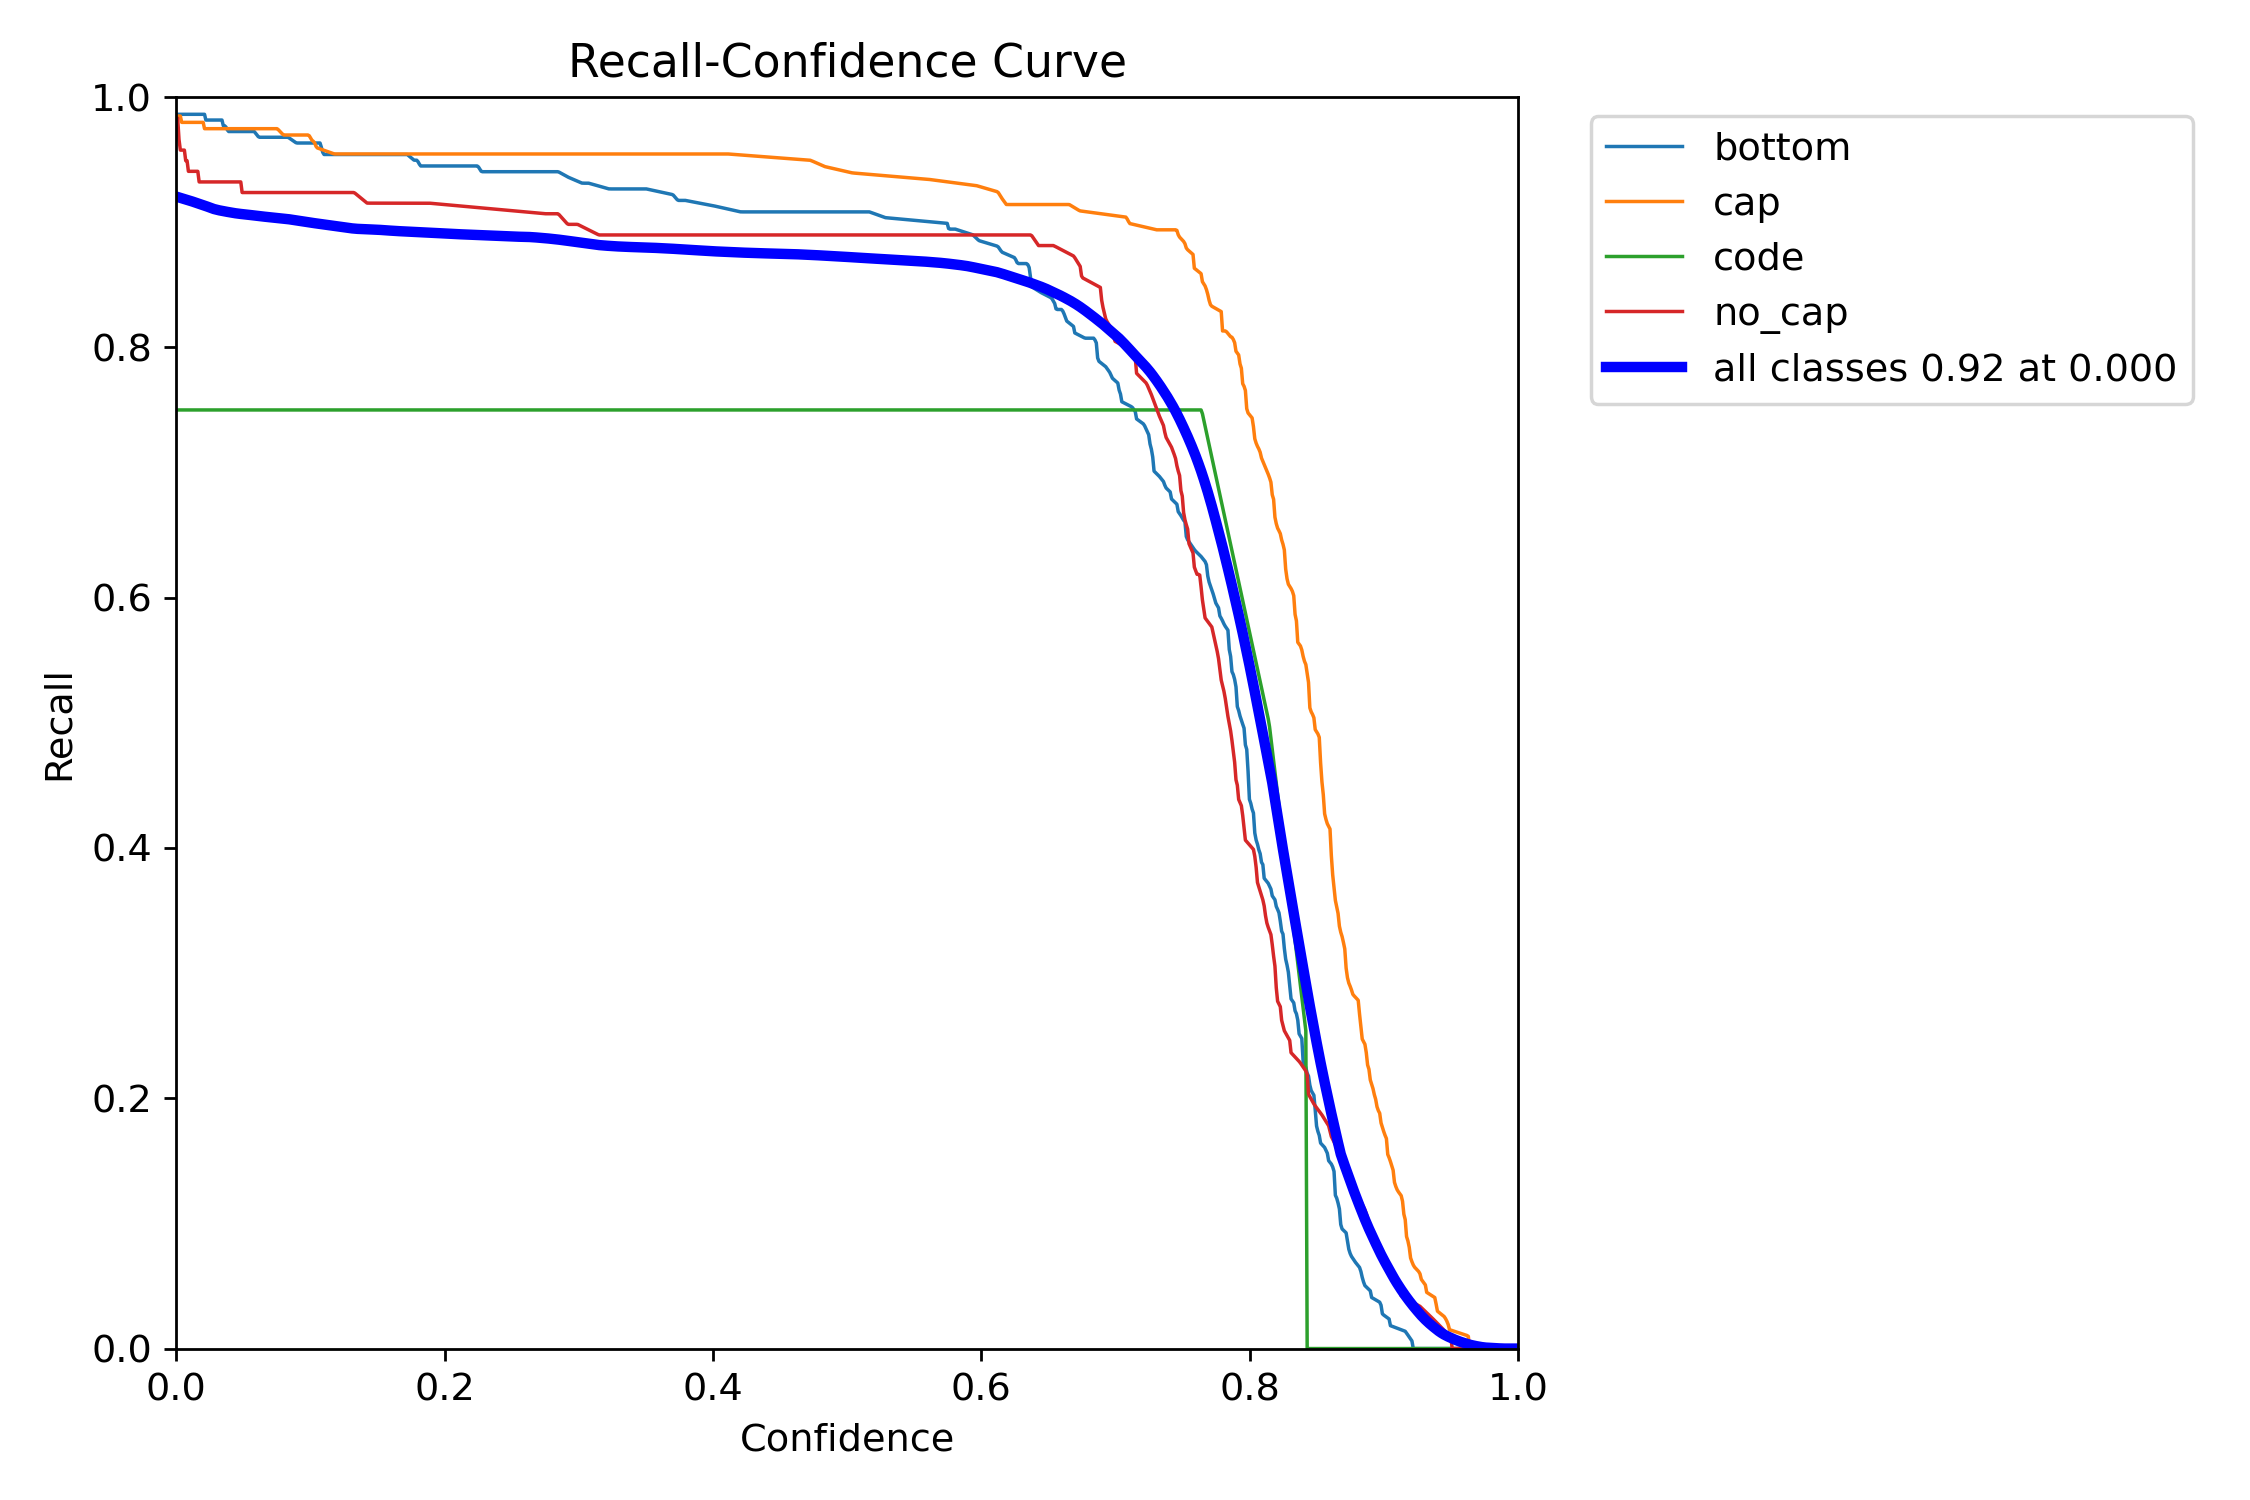 Recall-Confidence Curve
1.0
0.8
0.6
0.4
0.2
0.0
Recall
0.0 0.2 0.4 0.6 0.8 1.0
Confidence
bottom
cap
code
no_cap
all classes 0.92 at 0.000